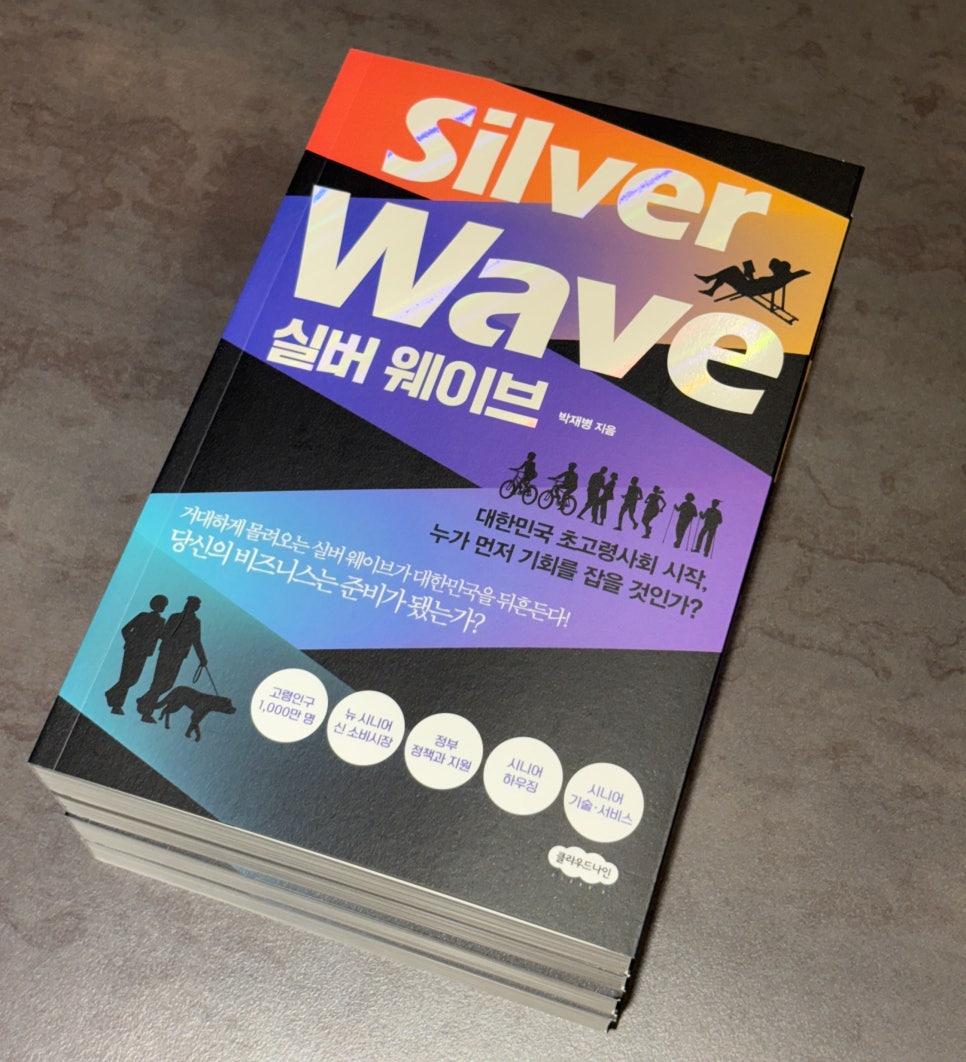 Silver
Wave
실버 웨이브
박재병 지음
대한민국 초고령사회 시작,
누가 먼저 기회를 잡을 것인가?
거대하게 몰려오는 실버 웨이브가 대한민국을 뒤흔든다!
당신의 비즈니스는 준비가 됐는가?
고령인구
1,000만 명
뉴 시니어
신 소비시장
정부
정책과 지원
시니어
하우징
시니어
기술·서비스
클라우드나인